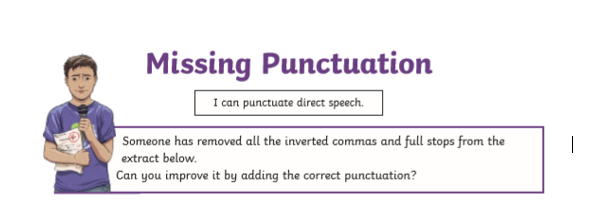 Missing Punctuation
I can punctuate direct speech.
Someone has removed all the inverted commas and full stops from the
extract below.
Can you improve it by adding the correct punctuation?